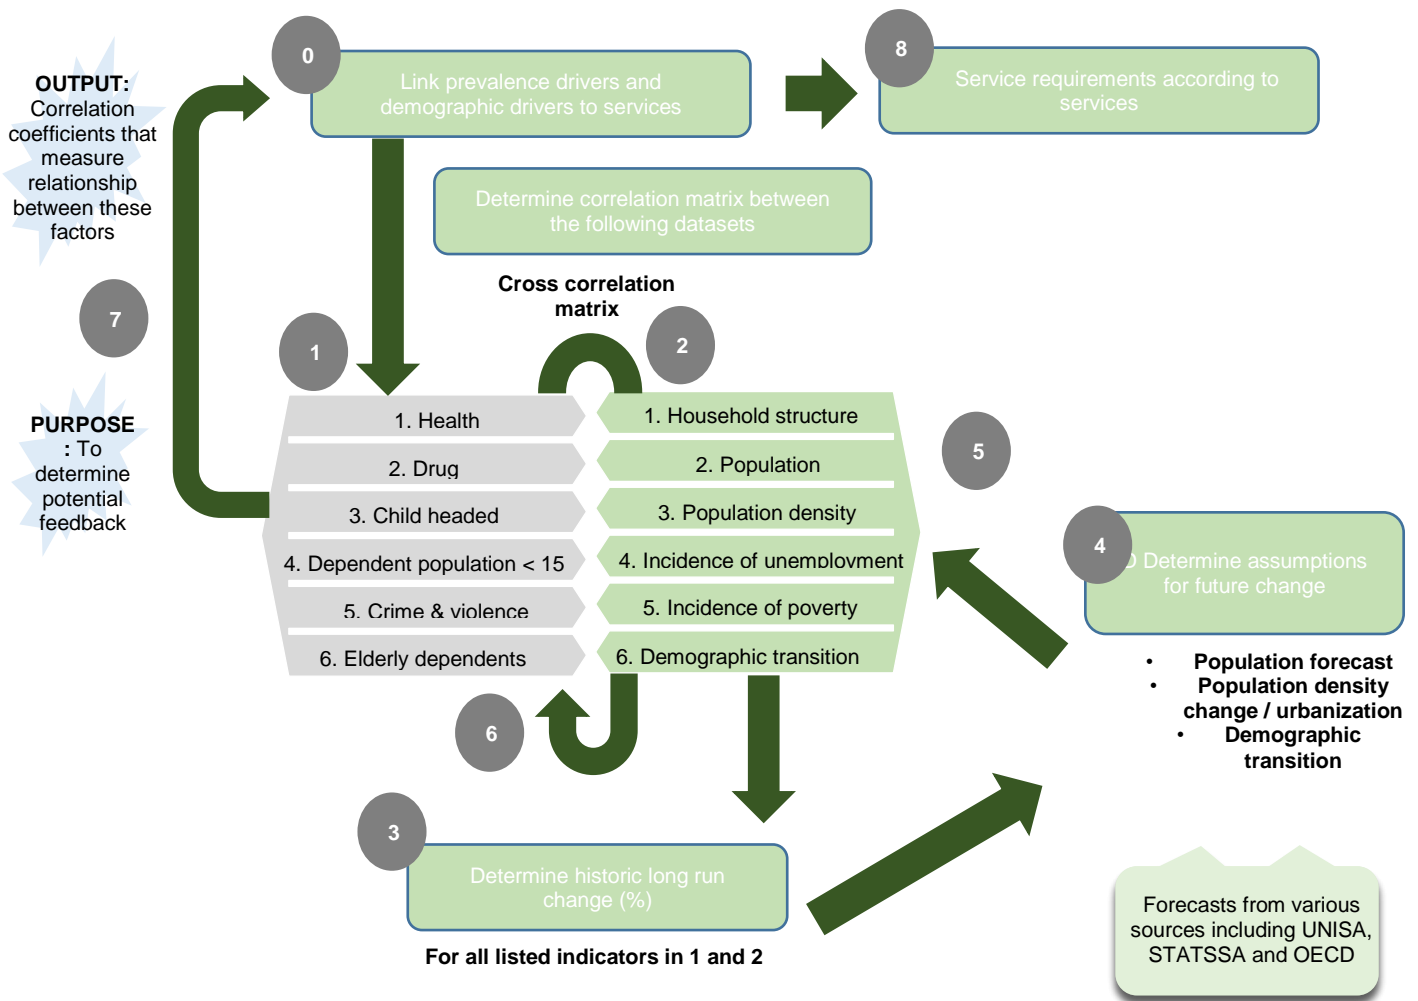 0
Link prevalence drivers and
demographic drivers to services
8
Service requirements according to
services
OUTPUT:
Correlation
coefficients that
measure
relationship
between these
factors
Determine correlation matrix between
the following datasets
Cross correlation
matrix
7
1
2
PURPOSE
: To
determine
potential
feedback
1. Health
2. Drug
3. Child headed
4. Dependent population < 15
5. Crime & violence
6. Elderly dependents
1. Household structure
2. Population
3. Population density
4. Incidence of unemployment
5. Incidence of poverty
6. Demographic transition
5
4
D Determine assumptions
for future change
• Population forecast
• Population density
change / urbanization
• Demographic
transition
6
3
Determine historic long run
change (%)
For all listed indicators in 1 and 2
Forecasts from various
sources including UNISA,
STATSSA and OECD